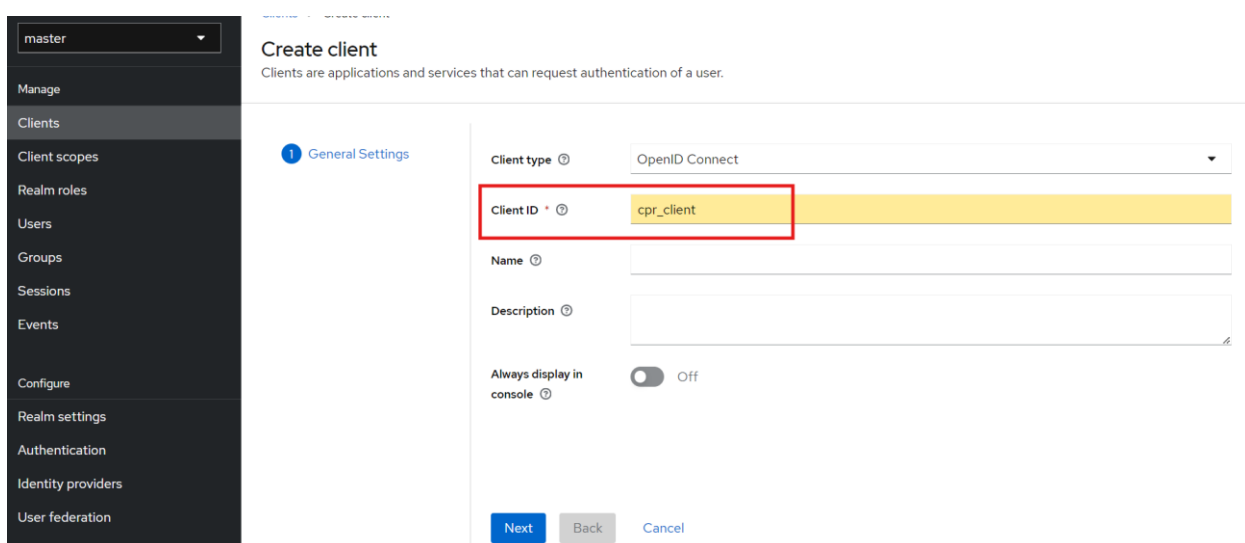 master
Manage
Clients
Client scopes
Realm roles
Users
Groups
Sessions
Events
Configure
Realm settings
Authentication
Identity providers
User federation
Create client
Clients are applications and services that can request authentication of a user.
1 General Settings
Client type
OpenID Connect
Client ID *
cpr_client
Name
Description
Always display in
console
Off
Next Back Cancel